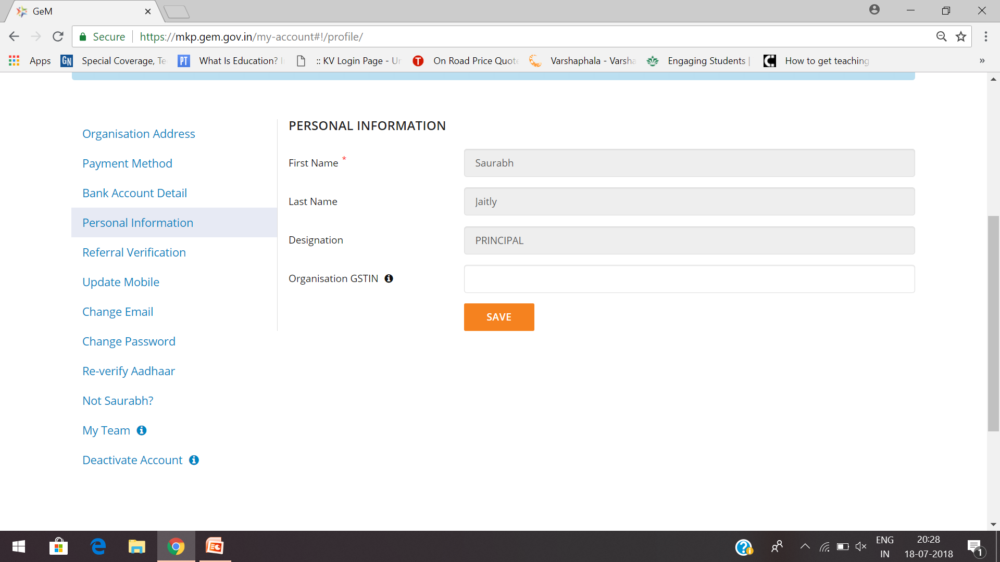 GeM
Secure https://mkp.gem.gov.in/my-account#!/profile/
Apps GN Special Coverage, Te PT What Is Education? :: KV Login Page - Un T On Road Price Quote Varshaphala - Varsha Engaging Students | How to get teaching »
PERSONAL INFORMATION
Organisation Address
Payment Method
Bank Account Detail
Personal Information
Referral Verification
Update Mobile
Change Email
Change Password
Re-verify Aadhaar
Not Saurabh?
My Team
Deactivate Account
First Name * Saurabh
Last Name Jaitly
Designation PRINCIPAL
Organisation GSTIN
SAVE
ENG 20:28
IN 18-07-2018 1